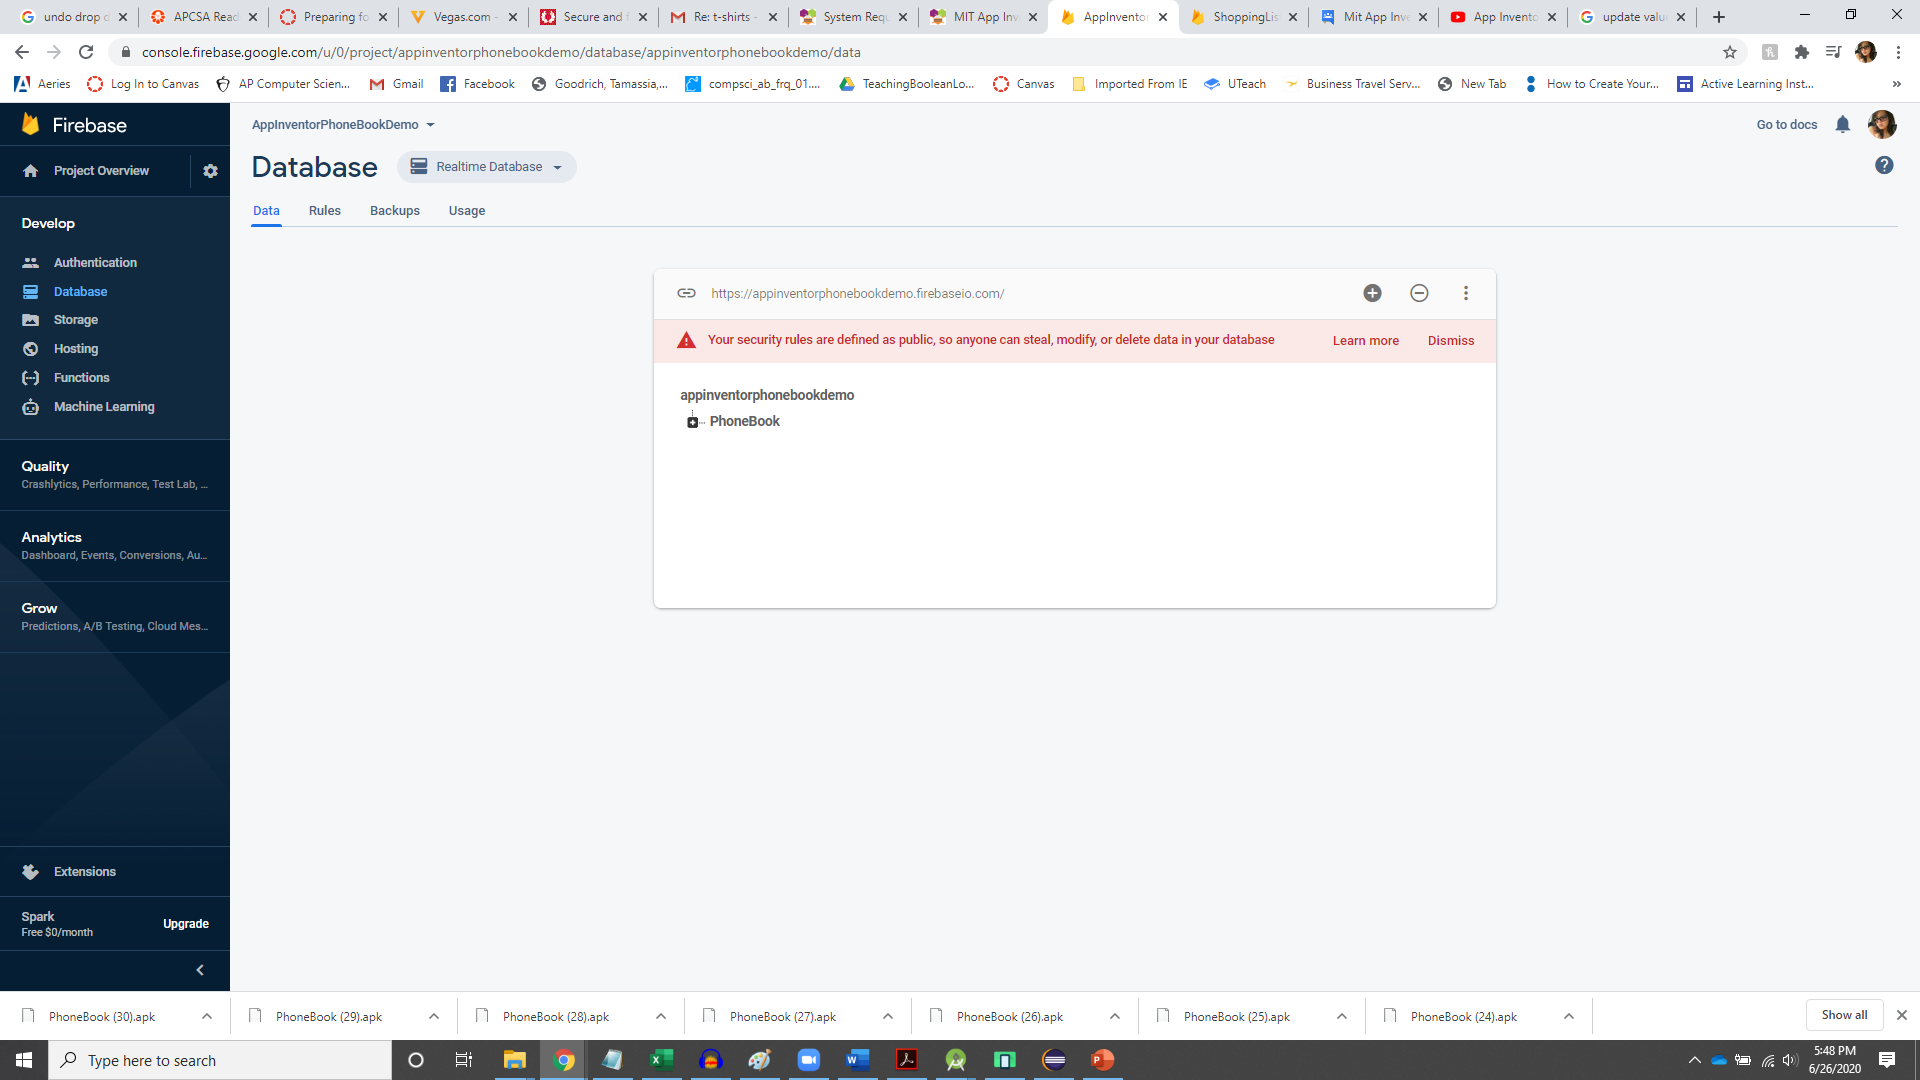 undo drop d
APCSA Read
Preparing fo
Vegas.com -
Secure and f
Re: t-shirts -
System Requ
MIT App Inv
AppInventor
ShoppingLis
Mit App Inve
App Invento
update valu
console.firebase.google.com/u/0/project/appinventorphonebookdemo/database/appinventorphonebookdemo/data
Aeries
Log In to Canvas
AP Computer Scien...
Gmail
Facebook
Goodrich, Tamassia,...
compsci_ab_frq_01....
TeachingBooleanLo...
Canvas
Imported From IE
UTeach
Business Travel Serv...
New Tab
How to Create Your...
Active Learning Inst...
»
Firebase
AppInventorPhoneBookDemo
Go to docs
Project Overview
Database
Realtime Database
Data
Rules
Backups
Usage
Develop
Authentication
Database
Storage
Hosting
Functions
Machine Learning
https://appinventorphonebookdemo.firebaseio.com/
Your security rules are defined as public, so anyone can steal, modify, or delete data in your database
Learn more
Dismiss
appinventorphonebookdemo
PhoneBook
Quality
Crashlytics, Performance, Test Lab, ...
Analytics
Dashboard, Events, Conversions, Au...
Grow
Predictions, A/B Testing, Cloud Mes...
Extensions
Spark
Free $0/month
Upgrade
PhoneBook (30).apk
PhoneBook (29).apk
PhoneBook (28).apk
PhoneBook (27).apk
PhoneBook (26).apk
PhoneBook (25).apk
PhoneBook (24).apk
Show all
Type here to search
5:48 PM
6/26/2020